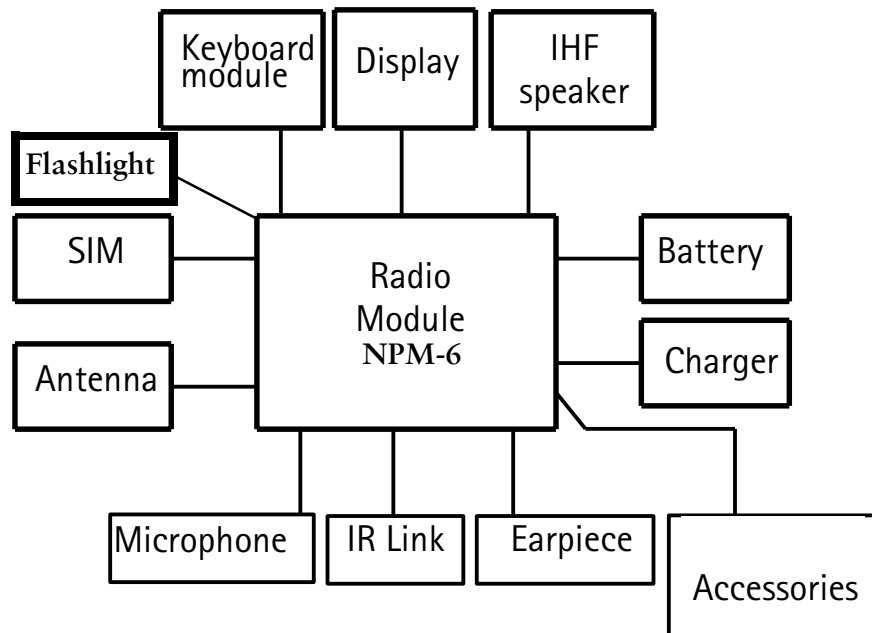 Keyboard
module
Display
IHF
speaker
Flashlight
SIM
Radio
Module
NPM-6
Battery
Antenna
Charger
Microphone
IR Link
Earpiece
Accessories